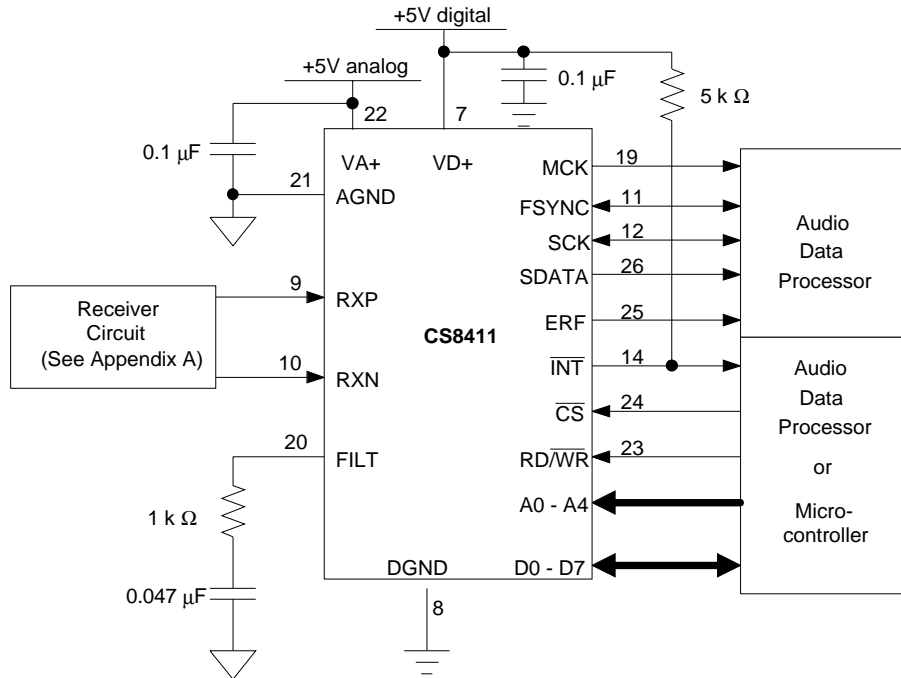 +5V digital
+5V analog
0.1 μF
5 k Ω
22
7
0.1 μF
VA+
VD+
MCK
19
21
AGND
FSYNC
11
SCK
12
Audio
Data
Processor
SDATA
26
9
RXP
Receiver
Circuit
(See Appendix A)
CS8411
ERF
25
INT
14
10
RXN
CS
24
Audio
Data
Processor
or
Micro-
controller
20
FILT
RD/WR
23
1 k Ω
A0 - A4
DGND
D0 - D7
0.047 μF
8